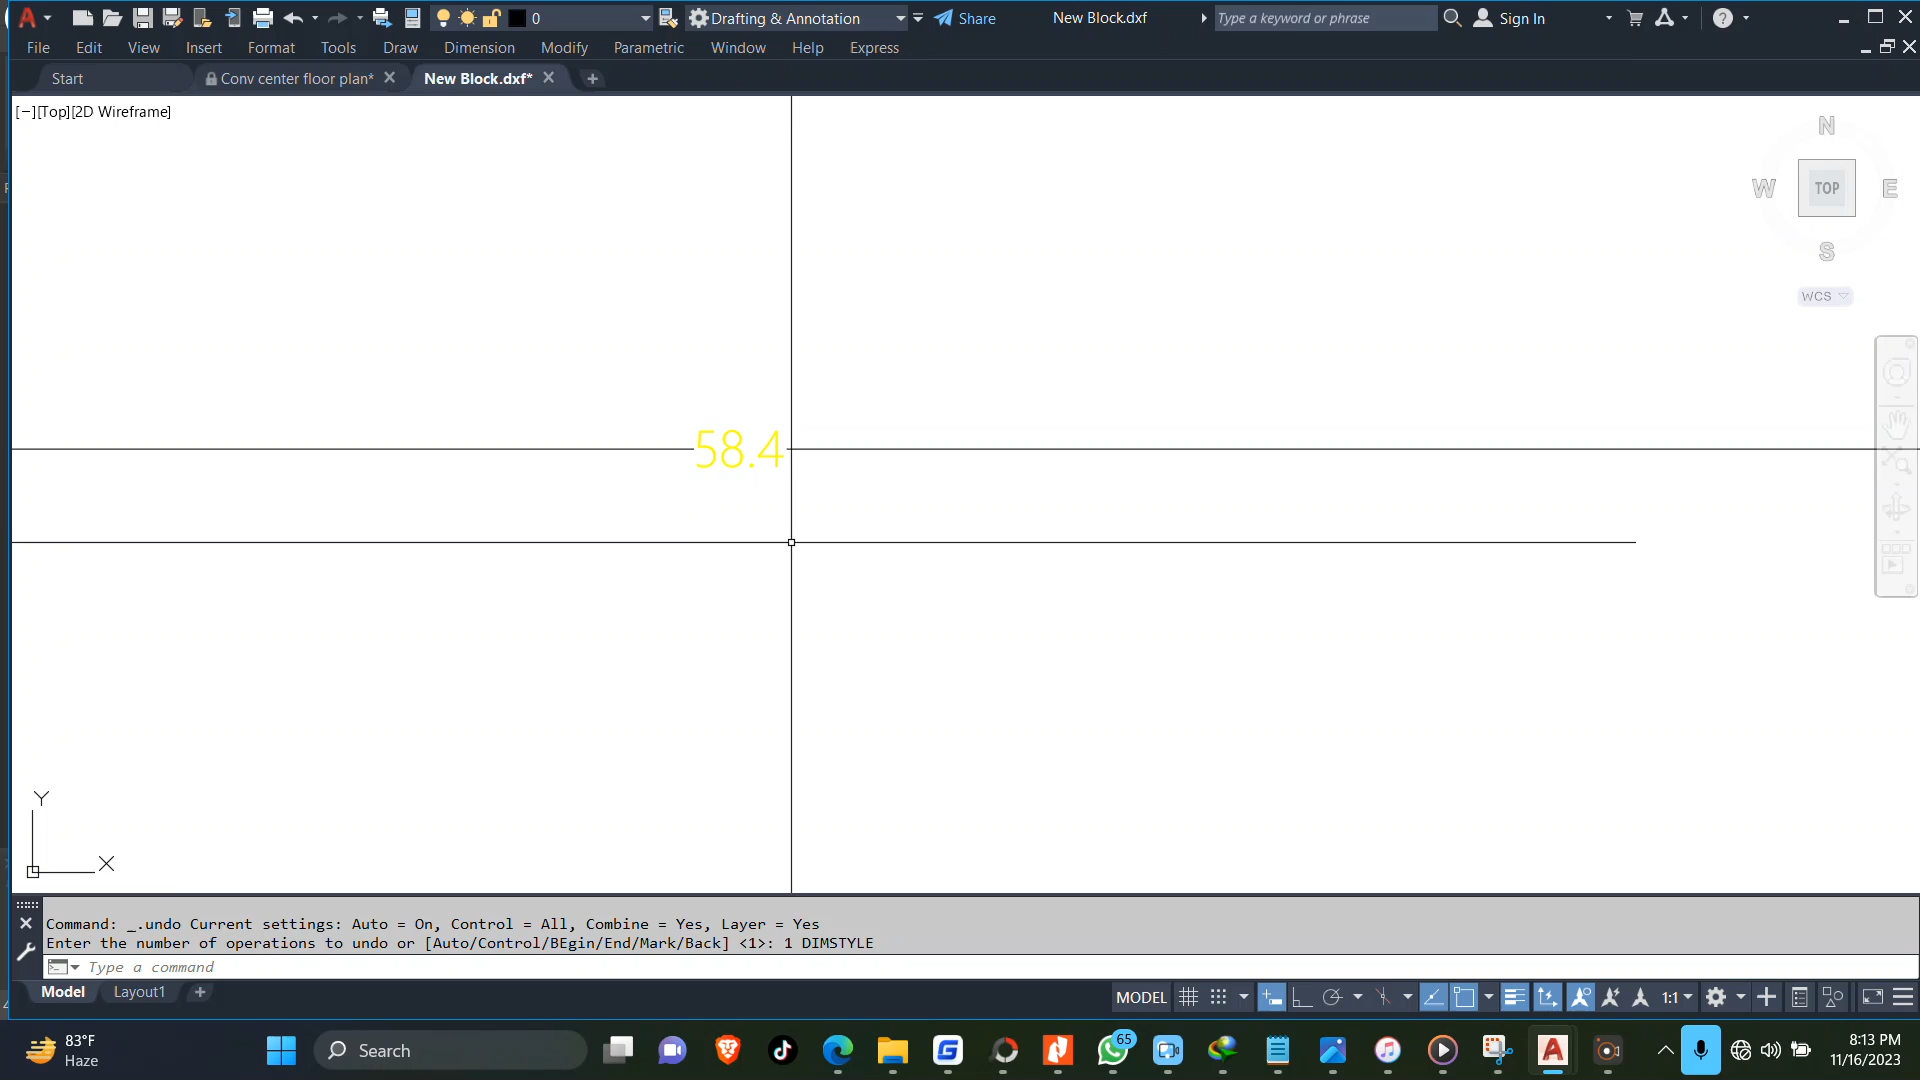 0
Drafting & Annotation
Share
New Block.dxf
Type a keyword or phrase
Sign In
File Edit View Insert Format Tools Draw Dimension Modify Parametric Window Help Express
Start
Conv center floor plan*
New Block.dxf*
[−][Top][2D Wireframe]
N
W
TOP
E
S
WCS
58.4
Y
X
Command: _.undo Current settings: Auto = On, Control = All, Combine = Yes, Layer = Yes
Enter the number of operations to undo or [Auto/Control/BEgin/End/Mark/Back] <1>: 1 DIMSTYLE
Type a command
Model
Layout1
MODEL
1:1
83°F
Haze
Search
65
8:13 PM
11/16/2023